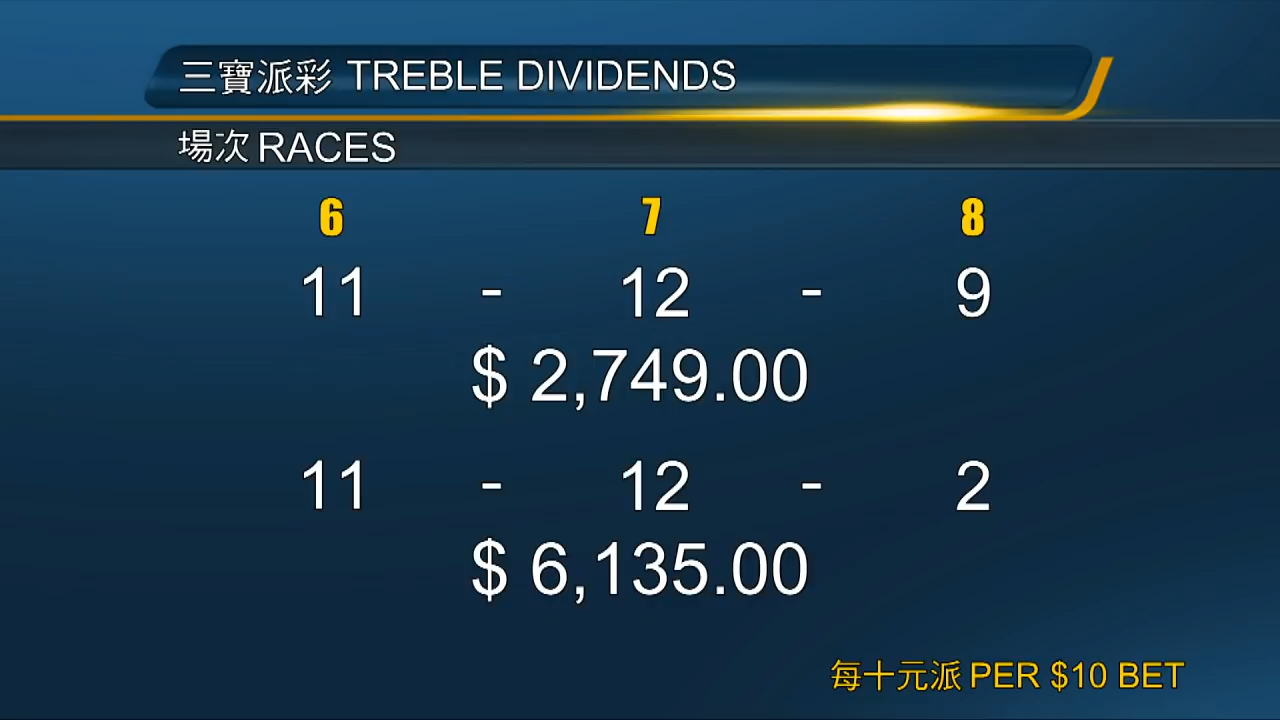 三寶派彩 TREBLE DIVIDENDS
場次 RACES
6 7 8
11 - 12 - 9
$ 2,749.00
11 - 12 - 2
$ 6,135.00
每十元派 PER $10 BET